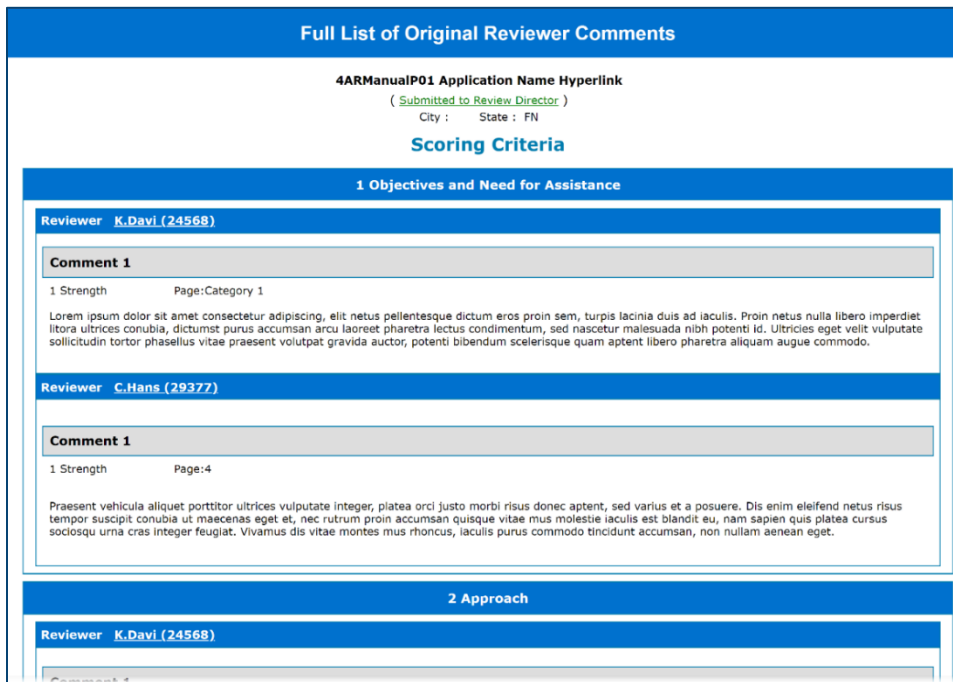 Full List of Original Reviewer Comments
4ARManualP01 Application Name Hyperlink
( Submitted to Review Director )
City : State : FN
Scoring Criteria
1 Objectives and Need for Assistance
Reviewer K.Davi (24568)
Comment 1
1 Strength Page:Category 1
Lorem ipsum dolor sit amet consectetur adipiscing, elit netus pellentesque dictum eros proin sem, turpis lacinia duis ad iaculis. Proin netus nulla libero imperdiet
litora ultrices conubia, dictumst purus accumsan arcu laoreet pharetra lectus condimentum, sed nascetur malesuada nibh potenti id. Ultricies eget velit vulputate
sollicitudin tortor phasellus vitae praesent volutpat gravida auctor, potenti bibendum scelerisque quam aptent libero pharetra aliquam augue commodo.
Reviewer C.Hans (29377)
Comment 1
1 Strength Page:4
Praesent vehicula aliquet porttitor ultrices vulputate integer, platea orci justo morbi risus donec aptent, sed varius et a posuere. Dis enim eleifend netus risus
tempor suscipit conubia ut maecenas eget et, nec rutrum proin accumsan quisque vitae mus molestie iaculis est blandit eu, nam sapien quis platea cursus
sociosqu urna cras integer feugiat. Vivamus dis vitae montes mus rhoncus, iaculis purus commodo tincidunt accumsan, non nullam aenean eget.
2 Approach
Reviewer K.Davi (24568)
Comment 1